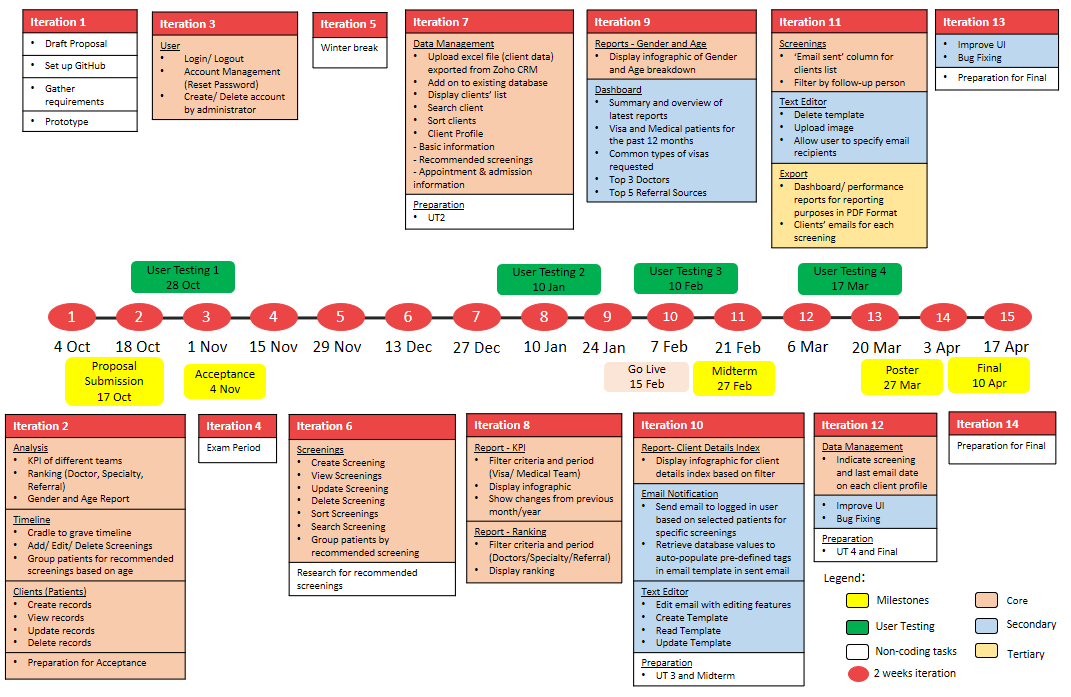 Iteration 1
• Draft Proposal
• Set up GitHub
• Gather
requirements
• Prototype
Iteration 3
User
• Login/ Logout
• Account Management
(Reset Password)
• Create/ Delete account
by administrator
Iteration 5
Winter break
Iteration 7
Data Management
• Upload excel file (client data)
exported from Zoho CRM
• Add on to existing database
• Display clients' list
• Search client
• Sort clients
• Client Profile
- Basic information
- Recommended screenings
- Appointment & admission
information
Preparation
• UT2
Iteration 9
Reports - Gender and Age
• Display infographic of Gender
and Age breakdown
Dashboard
• Summary and overview of
latest reports
• Visa and Medical patients for
the past 12 months
• Common types of visas
requested
• Top 3 Doctors
• Top 5 Referral Sources
Iteration 11
Screenings
• 'Email sent' column for
clients list
• Filter by follow-up person
Text Editor
• Delete template
• Upload image
• Allow user to specify email
recipients
Export
• Dashboard/ performance
reports for reporting
purposes in PDF Format
• Clients' emails for each
screening
Iteration 13
• Improve UI
• Bug Fixing
• Preparation for Final
User Testing 1
28 Oct
User Testing 2
10 Jan
User Testing 3
10 Feb
User Testing 4
17 Mar
1 2 3 4 5 6 7 8 9 10 11 12 13 14 15
4 Oct 18 Oct 1 Nov 15 Nov 29 Nov 13 Dec 27 Dec 10 Jan 24 Jan 7 Feb 21 Feb 6 Mar 20 Mar 3 Apr 17 Apr
Proposal
Submission
17 Oct
Acceptance
4 Nov
Go Live
15 Feb
Midterm
27 Feb
Poster
27 Mar
Final
10 Apr
Iteration 2
Analysis
• KPI of different teams
• Ranking (Doctor, Specialty,
Referral)
• Gender and Age Report
Timeline
• Cradle to grave timeline
• Add/ Edit/ Delete Screenings
• Group patients for recommended
screenings based on age
Clients (Patients)
• Create records
• View records
• Update records
• Delete records
• Preparation for Acceptance
Iteration 4
Exam Period
Iteration 6
Screenings
• Create Screening
• View Screenings
• Update Screening
• Delete Screening
• Sort Screenings
• Search Screening
• Group patients by
recommended screening
Research for recommended
screenings
Iteration 8
Report - KPI
• Filter criteria and period
(Visa/ Medical Team)
• Display infographic
• Show changes from previous
month/year
Report - Ranking
• Filter criteria and period
(Doctors/Specialty/Referral)
• Display ranking
Iteration 10
Report- Client Details Index
• Display infographic for client
details index based on filter
Email Notification
• Send email to logged in user
based on selected patients for
specific screenings
• Retrieve database values to
auto-populate pre-defined tags
in email template in sent email
Text Editor
• Edit email with editing features
• Create Template
• Read Template
• Update Template
Preparation
• UT 3 and Midterm
Iteration 12
Data Management
• Indicate screening
and last email date
on each client profile
• Improve UI
• Bug Fixing
Preparation
• UT 4 and Final
Iteration 14
Preparation for Final
Legend:
Milestones
Core
User Testing
Secondary
Non-coding tasks
Tertiary
2 weeks iteration